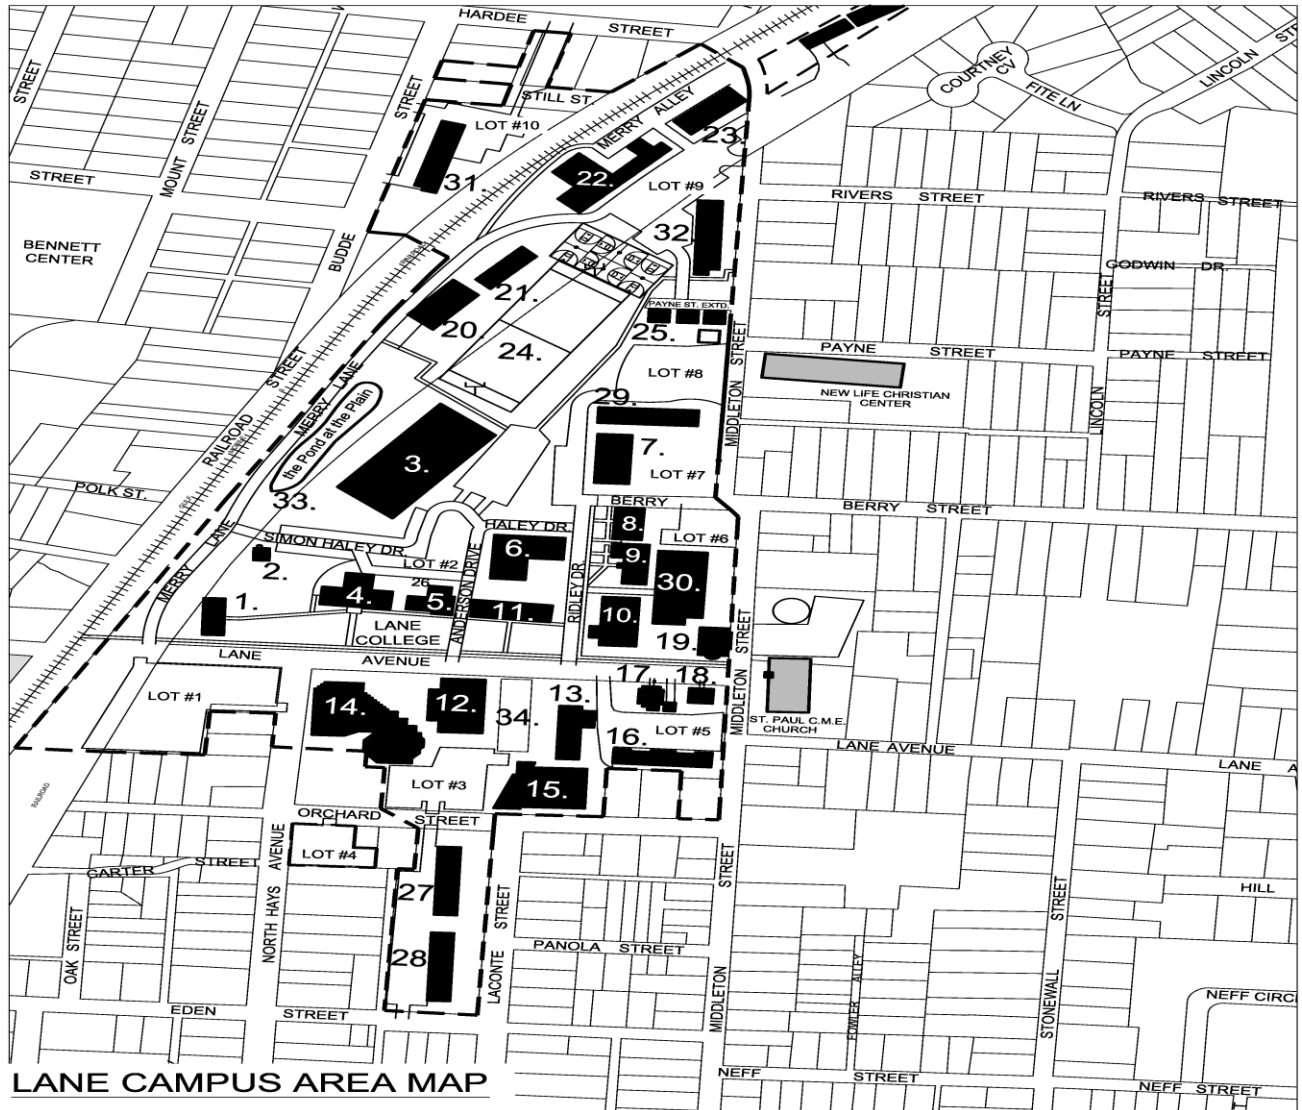 HARDEE
STREET
STREET
STREET
MOUNT STREET
STILL ST.
LOT #10
MERRY ALLEY
COURTNEY
CV
FITE LN
LINCOLN
23.
31.
22.
LOT #9
STREET
RIVERS STREET
RIVERS STREET
BENNETT
CENTER
BUDDE
32.
GODWIN DR.
STREET
21.
20.
PAYNE ST. EXTD.
25.
24.
STREET
PAYNE STREET
PAYNE STREET
LOT #8
NEW LIFE CHRISTIAN
CENTER
MERRY LANE
the Pond at the Plain
29.
MIDDLETON
LINCOLN
RAILROAD STREET
3.
7.
LOT #7
POLK ST.
33.
BERRY
BERRY STREET
MERRY LANE
SIMON HALEY DR.
HALEY DR.
8.
LOT #6
2.
LOT #2
6.
9.
26
30.
1.
4.
5.
11.
10.
ANDERSON DRIVE
RIDLEY DR.
LANE
COLLEGE
19.
STREET
LANE AVENUE
17.
18.
LOT #1
14.
12.
34.
13.
16.
LOT #5
MIDDLETON
ST. PAUL C.M.E.
CHURCH
LANE AVENUE
LANE A
RAILROAD
LOT #3
15.
ORCHARD STREET
LOT #4
CARTER STREET
NORTH HAYS AVENUE
27
STREET
STREET
STREET
HILL
OAK STREET
28
PANOLA STREET
LACONTE
MIDDLETON
FOWLER ALLEY
STONEWALL
NEFF CIRC
EDEN STREET
NEFF STREET
NEFF STREET
LANE CAMPUS AREA MAP